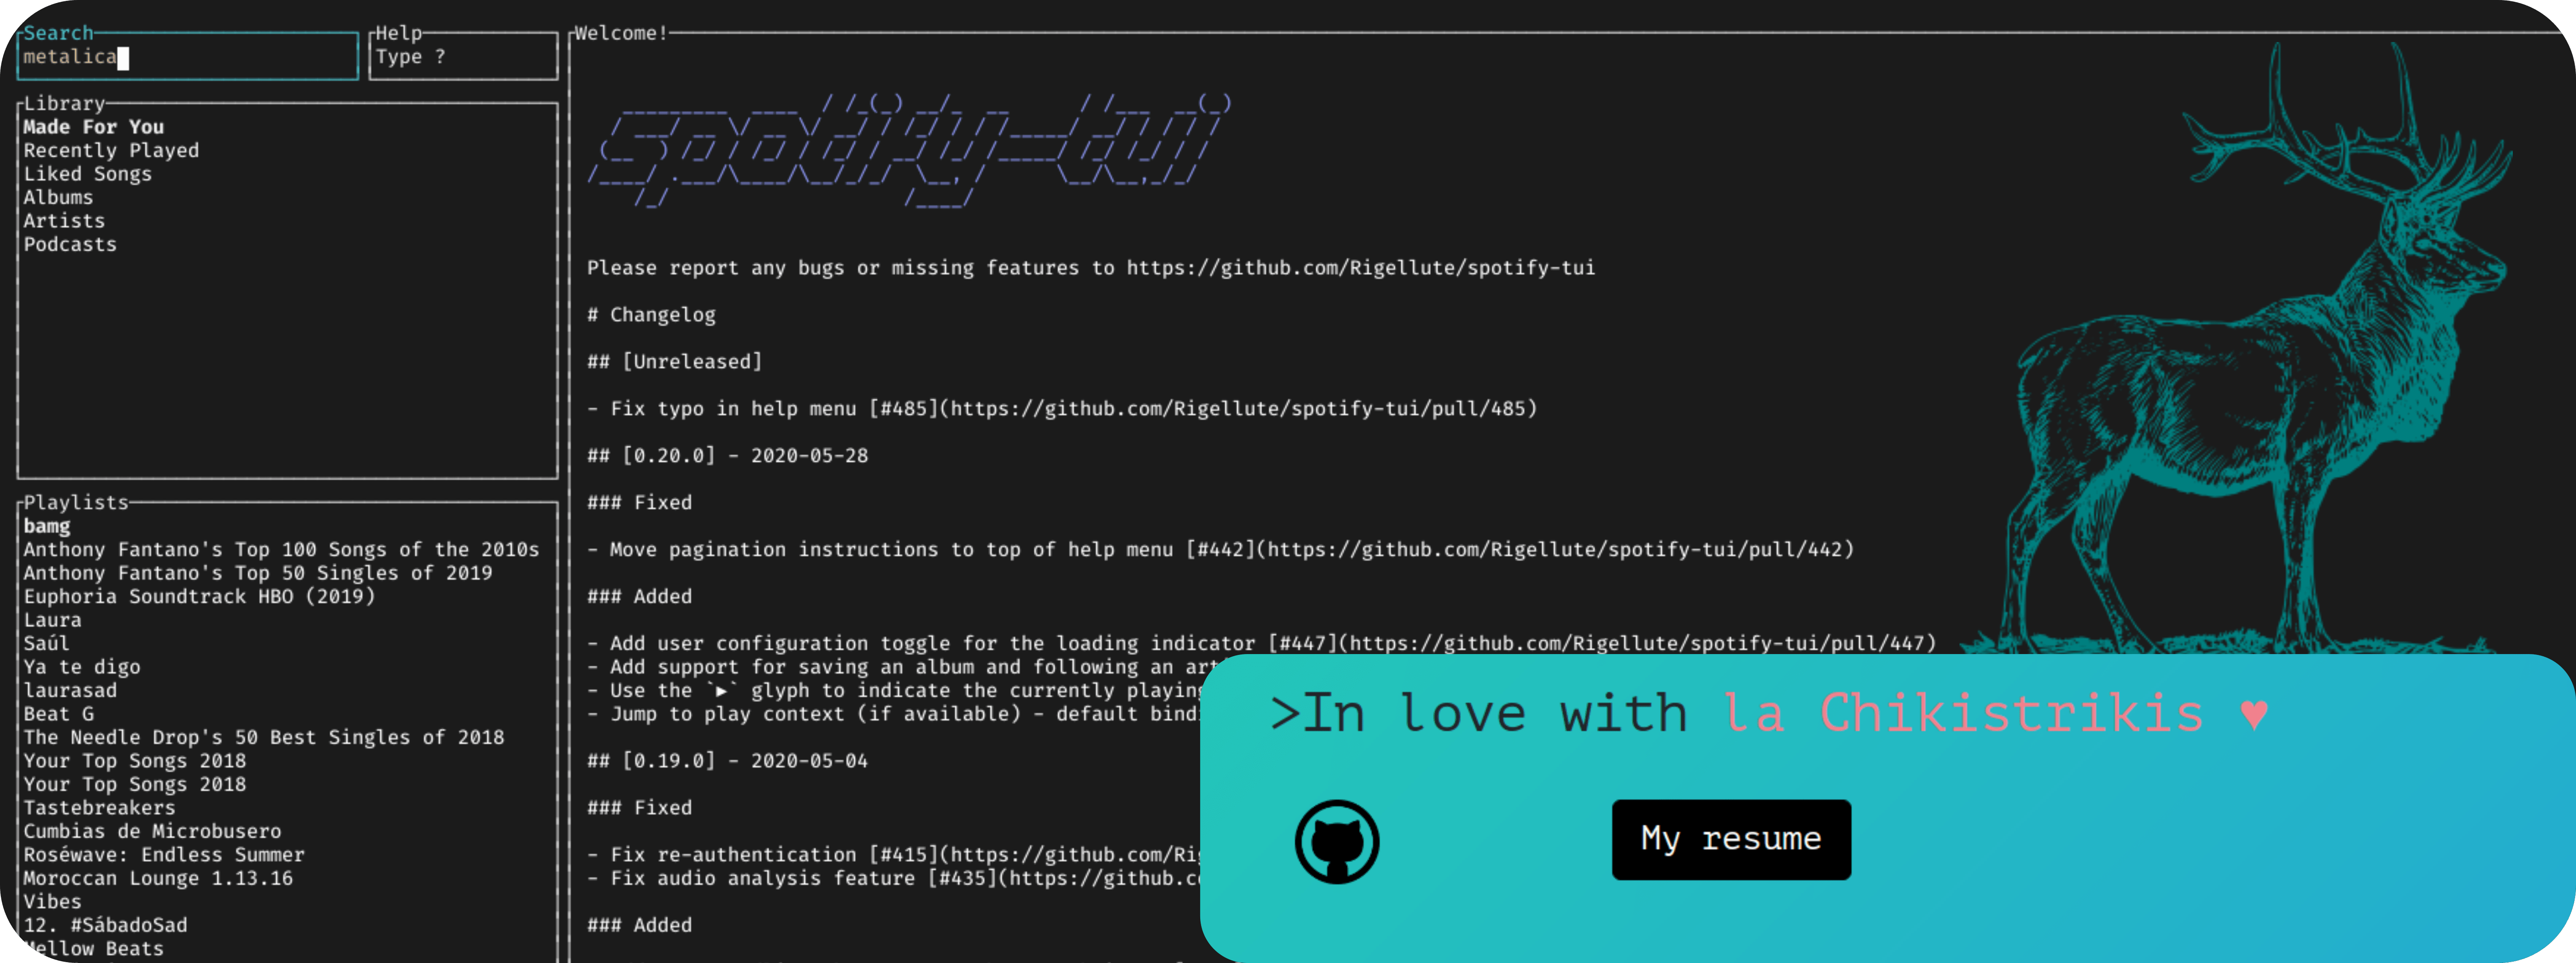 Search
metalica
Help
Type ?
Library
Made For You
Recently Played
Liked Songs
Albums
Artists
Podcasts
Playlists
bamg
Anthony Fantano's Top 100 Songs of the 2010s
Anthony Fantano's Top 50 Singles of 2019
Euphoria Soundtrack HBO (2019)
Laura
Saúl
Ya te digo
laurasad
Beat G
The Needle Drop's 50 Best Singles of 2018
Your Top Songs 2018
Your Top Songs 2018
Tastebreakers
Cumbias de Microbusero
Roséwave: Endless Summer
Moroccan Lounge 1.13.16
Vibes
12. #SábadoSad
Mellow Beats
Welcome!
spotify-tui
Please report any bugs or missing features to https://github.com/Rigellute/spotify-tui
# Changelog
## [Unreleased]
- Fix typo in help menu [#485](https://github.com/Rigellute/spotify-tui/pull/485)
## [0.20.0] - 2020-05-28
### Fixed
- Move pagination instructions to top of help menu [#442](https://github.com/Rigellute/spotify-tui/pull/442)
### Added
- Add user configuration toggle for the loading indicator [#447](https://github.com/Rigellute/spotify-tui/pull/447)
- Add support for saving an album and following an
- Use the `▶` glyph to indicate the currently playing
- Jump to play context (if available) - default
## [0.19.0] - 2020-05-04
### Fixed
- Fix re-authentication [#415](https://github.com/
- Fix audio analysis feature [#435](https://github.
### Added
>In love with la Chikistrikis ♥
My resume